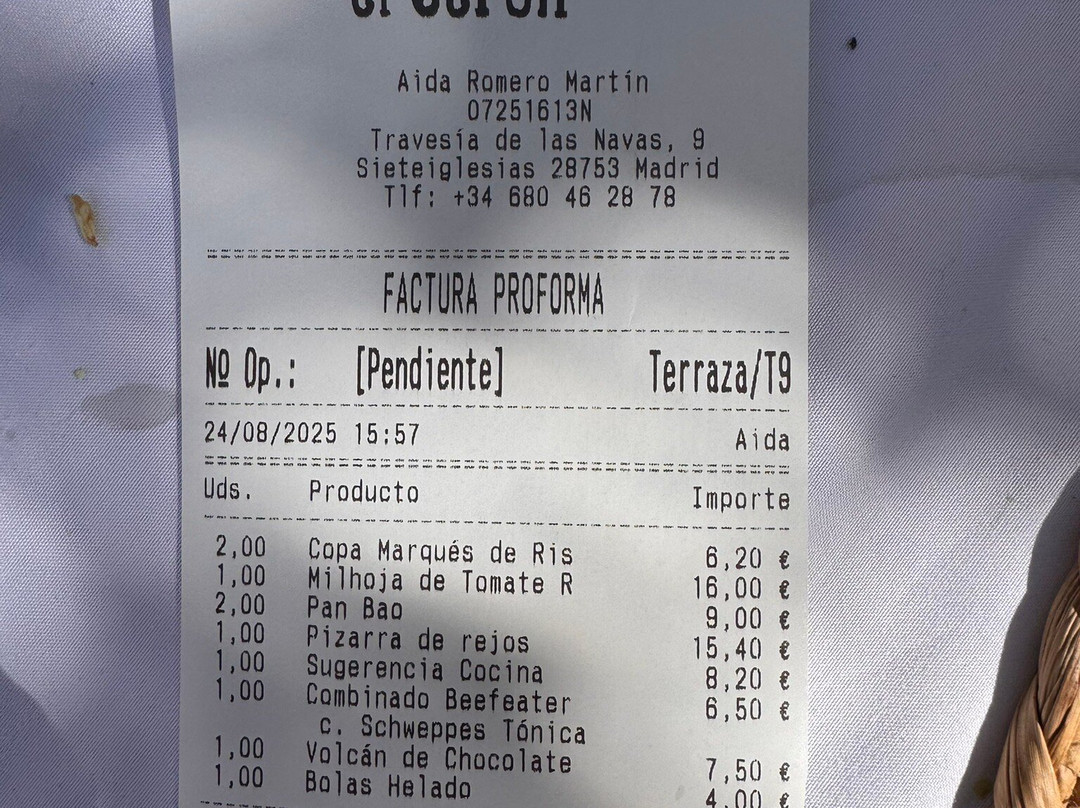 Aida Romero Martín
07251613N
Travesía de las Navas, 9
Sieteiglesias 28753 Madrid
Tlf: +34 680 46 28 78
FACTURA PROFORMA
Nº Op.: [Pendiente] Terraza/T9
24/08/2025 15:57 Aida
Uds. Producto Importe
2,00 Copa Marqués de Ris 6,20 €
1,00 Milhoja de Tomate R 16,00 €
2,00 Pan Bao 9,00 €
1,00 Pizarra de rejos 15,40 €
1,00 Sugerencia Cocina 8,20 €
1,00 Combinado Beefeater 6,50 €
c. Schweppes Tónica
1,00 Volcán de Chocolate 7,50 €
1,00 Bolas Helado 4,00 €